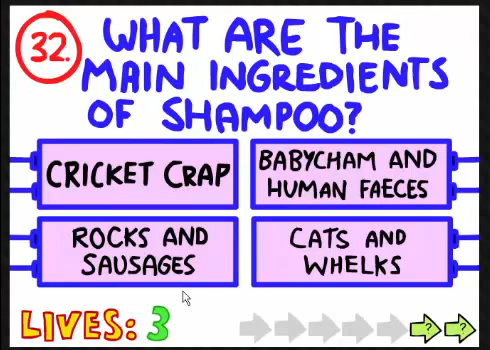 32.
WHAT ARE THE
MAIN INGREDIENTS
OF SHAMPOO?
CRICKET CRAP
BABYCHAM AND
HUMAN FAECES
ROCKS AND
SAUSAGES
CATS AND
WHELKS
LIVES: 3
? ?